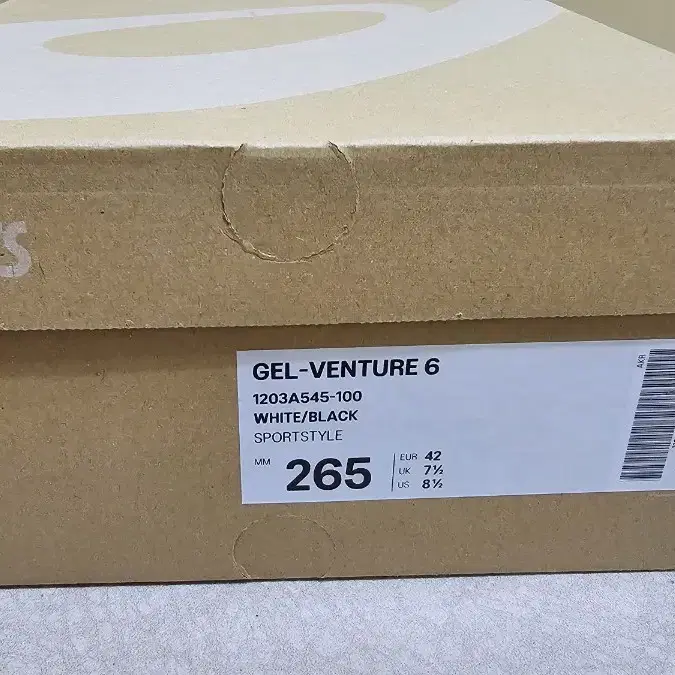 GEL-VENTURE 6
1203A545-100
WHITE/BLACK
SPORTSTYLE
MM 265
EUR 42
UK 7½
US 8½
AKR